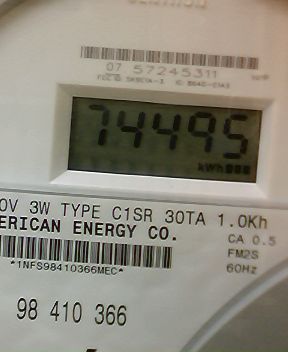 CENTRON
07 57245311
74495
kWh
0V 3W TYPE C1SR 30TA 1.0Kh
ERICAN ENERGY CO.
CA 0.5
*1NFS98410366MEC*
FM2S
60Hz
98 410 366